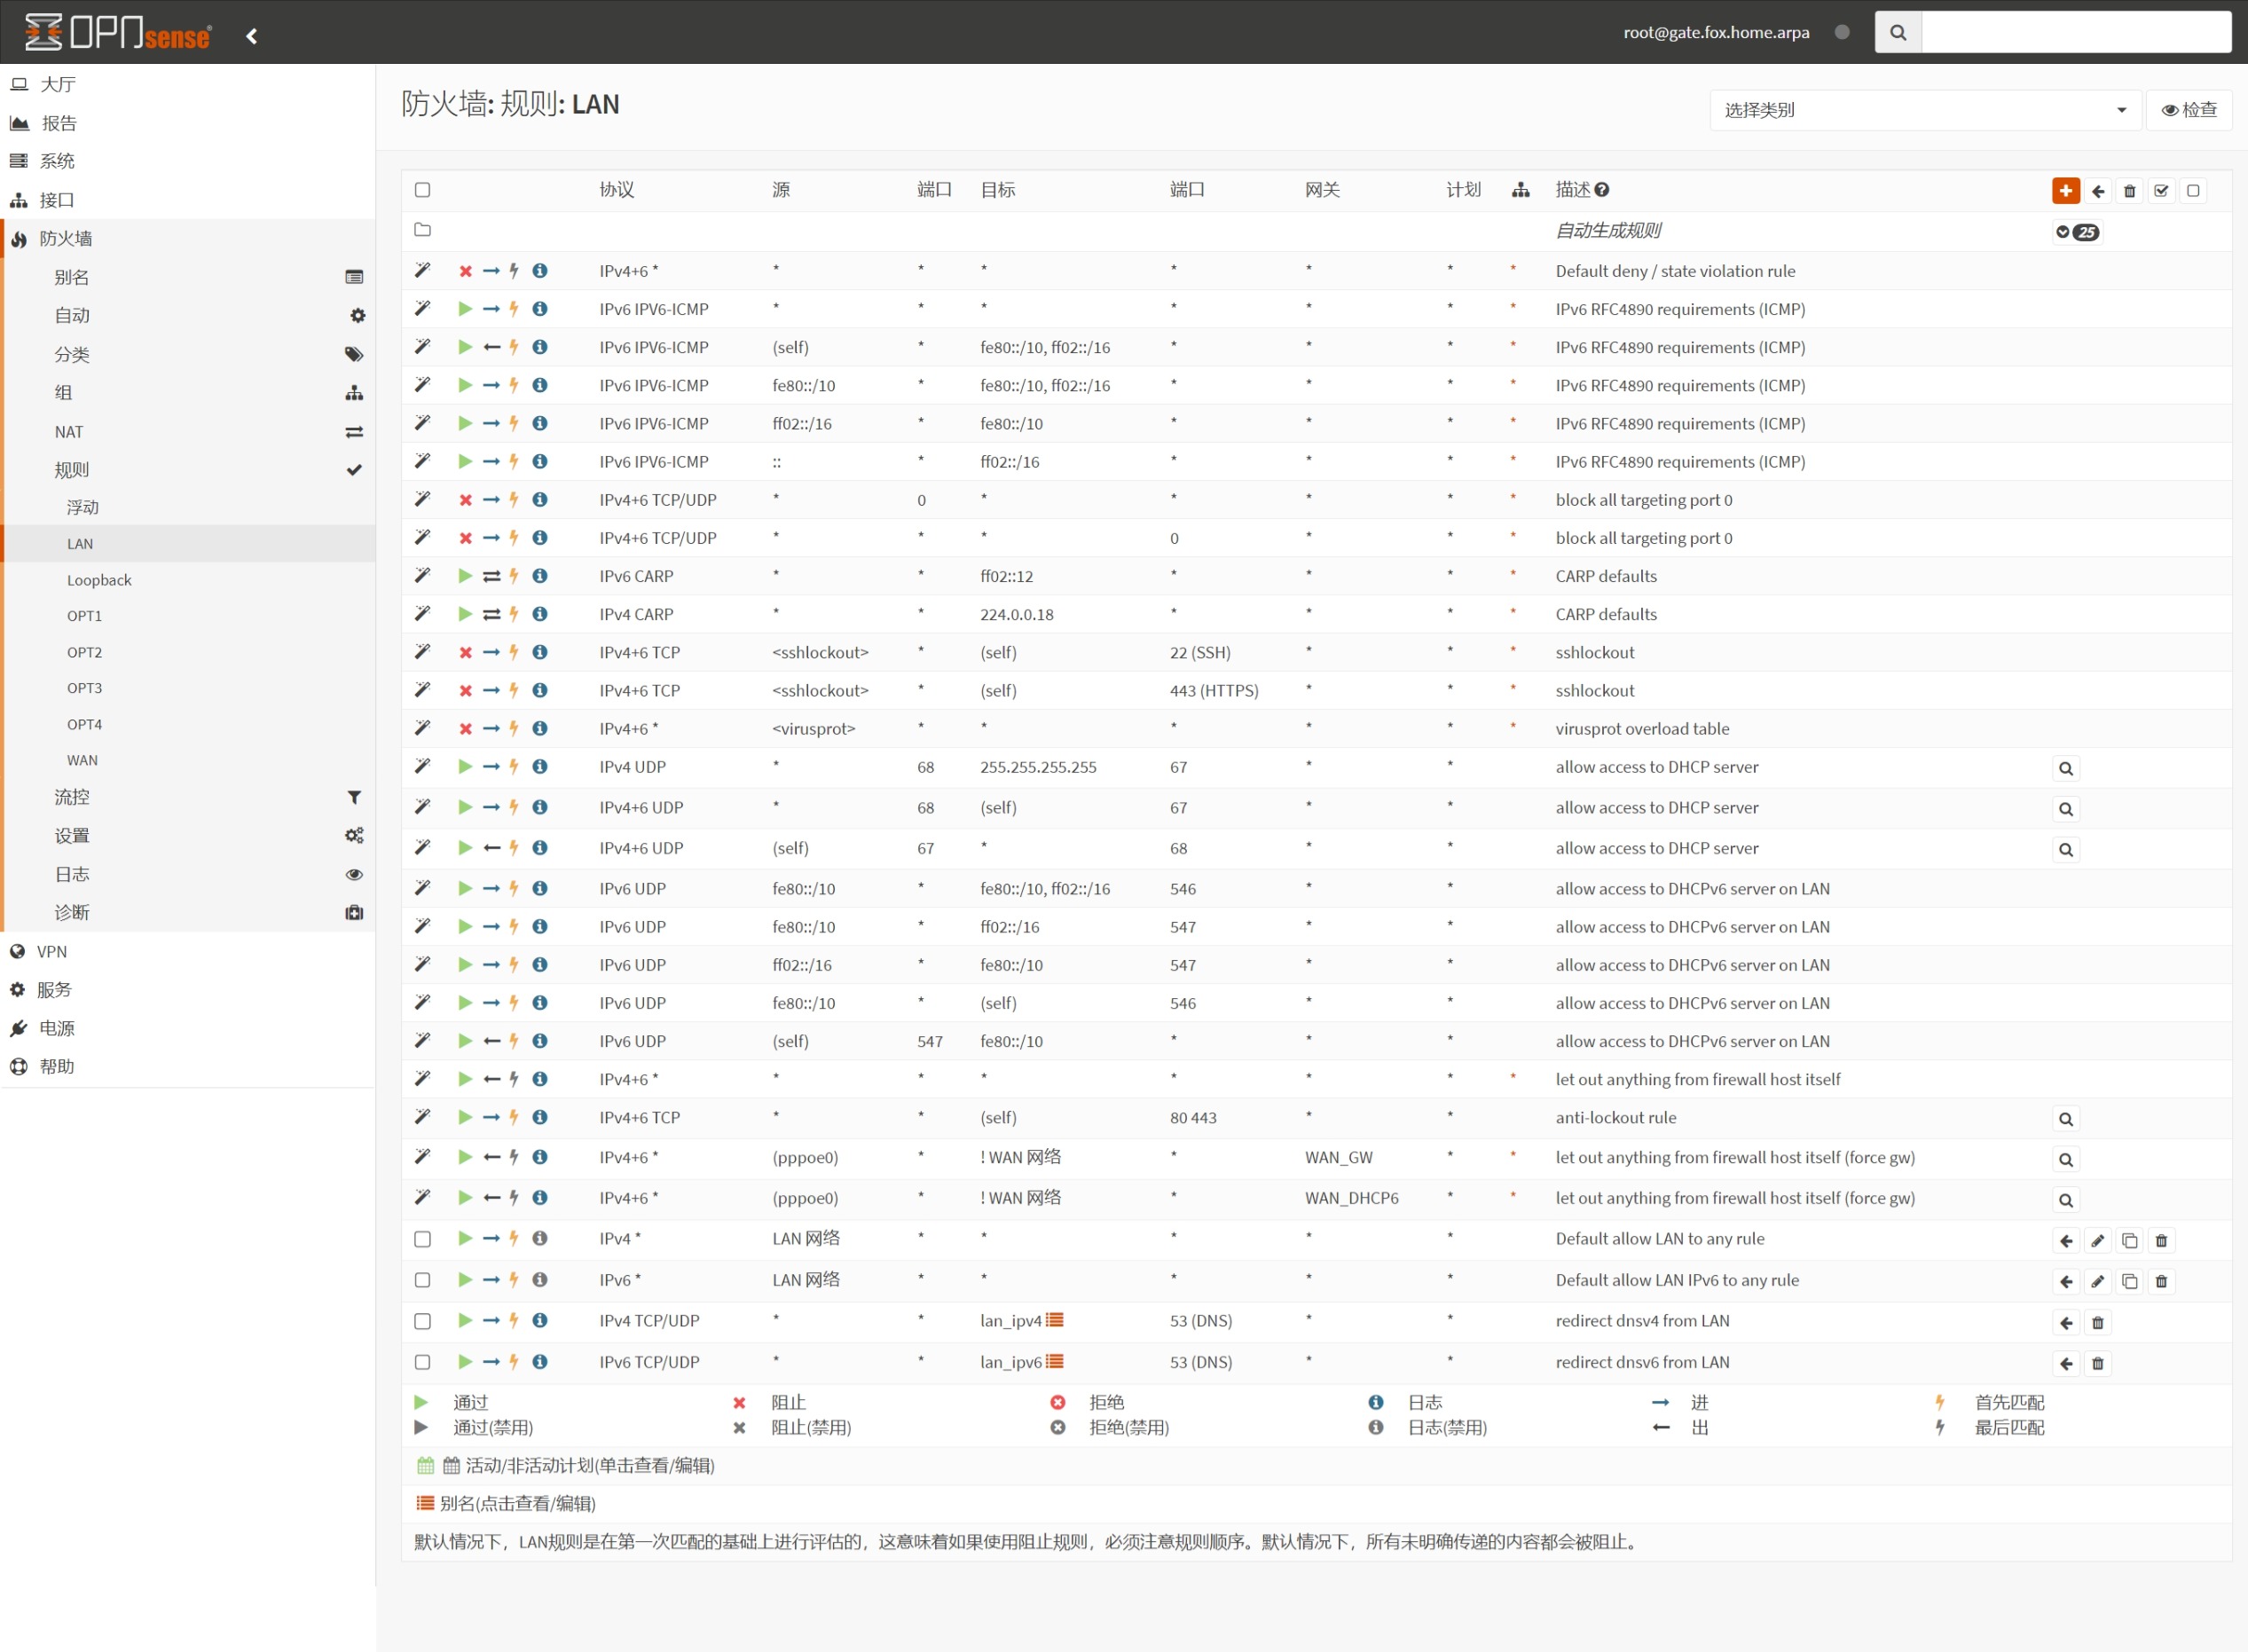 OPNsense
root@gate.fox.home.arpa
大厅
报告
系统
接口
防火墙
别名
自动
分类
组
NAT
规则
浮动
LAN
Loopback
OPT1
OPT2
OPT3
OPT4
WAN
流控
设置
日志
诊断
VPN
服务
电源
帮助
防火墙: 规则: LAN
选择类别 检查
协议 源 端口 目标 端口 网关 计划 描述
自动生成规则 25
IPv4+6 * * * * * * * * Default deny / state violation rule
IPv6 IPV6-ICMP * * * * * * * IPv6 RFC4890 requirements (ICMP)
IPv6 IPV6-ICMP (self) * fe80::/10, ff02::/16 * * * * IPv6 RFC4890 requirements (ICMP)
IPv6 IPV6-ICMP fe80::/10 * fe80::/10, ff02::/16 * * * * IPv6 RFC4890 requirements (ICMP)
IPv6 IPV6-ICMP ff02::/16 * fe80::/10 * * * * IPv6 RFC4890 requirements (ICMP)
IPv6 IPV6-ICMP :: * ff02::/16 * * * * IPv6 RFC4890 requirements (ICMP)
IPv4+6 TCP/UDP * 0 * * * * * block all targeting port 0
IPv4+6 TCP/UDP * * * 0 * * * block all targeting port 0
IPv6 CARP * * ff02::12 * * * * CARP defaults
IPv4 CARP * * 224.0.0.18 * * * * CARP defaults
IPv4+6 TCP <sshlockout> * (self) 22 (SSH) * * * sshlockout
IPv4+6 TCP <sshlockout> * (self) 443 (HTTPS) * * * sshlockout
IPv4+6 * <virusprot> * * * * * * virusprot overload table
IPv4 UDP * 68 255.255.255.255 67 * * allow access to DHCP server
IPv4+6 UDP * 68 (self) 67 * * allow access to DHCP server
IPv4+6 UDP (self) 67 * 68 * * allow access to DHCP server
IPv6 UDP fe80::/10 * fe80::/10, ff02::/16 546 * * allow access to DHCPv6 server on LAN
IPv6 UDP fe80::/10 * ff02::/16 547 * * allow access to DHCPv6 server on LAN
IPv6 UDP ff02::/16 * fe80::/10 547 * * allow access to DHCPv6 server on LAN
IPv6 UDP fe80::/10 * (self) 546 * * allow access to DHCPv6 server on LAN
IPv6 UDP (self) 547 fe80::/10 * * * allow access to DHCPv6 server on LAN
IPv4+6 * * * * * * * * let out anything from firewall host itself
IPv4+6 TCP * * (self) 80 443 * * anti-lockout rule
IPv4+6 * (pppoe0) * ! WAN 网络 * WAN_GW * * let out anything from firewall host itself (force gw)
IPv4+6 * (pppoe0) * ! WAN 网络 * WAN_DHCP6 * * let out anything from firewall host itself (force gw)
IPv4 * LAN 网络 * * * * * Default allow LAN to any rule
IPv6 * LAN 网络 * * * * * Default allow LAN IPv6 to any rule
IPv4 TCP/UDP * * lan_ipv4 53 (DNS) * * redirect dnsv4 from LAN
IPv6 TCP/UDP * * lan_ipv6 53 (DNS) * * redirect dnsv6 from LAN
通过 阻止 拒绝 日志 进 首先匹配
通过(禁用) 阻止(禁用) 拒绝(禁用) 日志(禁用) 出 最后匹配
活动/非活动计划(单击查看/编辑)
别名(点击查看/编辑)
默认情况下，LAN规则是在第一次匹配的基础上进行评估的，这意味着如果使用阻止规则，必须注意规则顺序。默认情况下，所有未明确传递的内容都会被阻止。